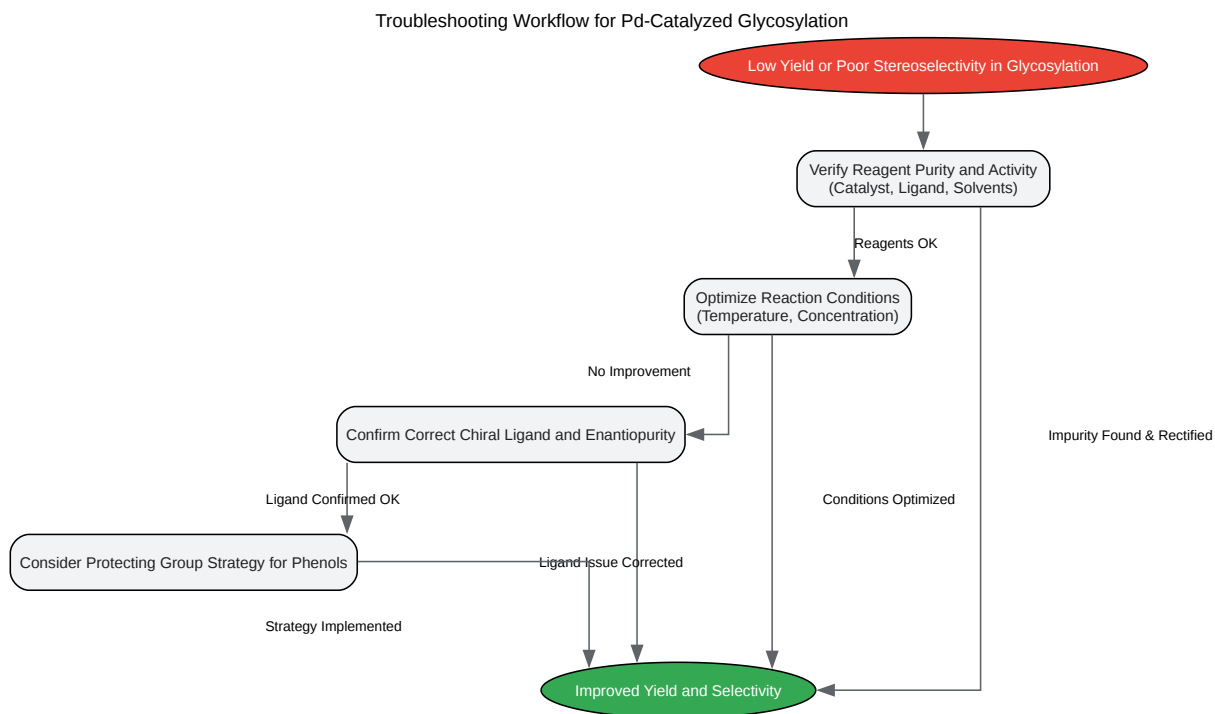 Troubleshooting Workflow for Pd-Catalyzed Glycosylation
Low Yield or Poor Stereoselectivity in Glycosylation
Verify Reagent Purity and Activity
(Catalyst, Ligand, Solvents)
Reagents OK
Optimize Reaction Conditions
(Temperature, Concentration)
No Improvement
Confirm Correct Chiral Ligand and Enantiopurity
Impurity Found & Rectified
Ligand Confirmed OK
Conditions Optimized
Consider Protecting Group Strategy for Phenols
Ligand Issue Corrected
Strategy Implemented
Improved Yield and Selectivity